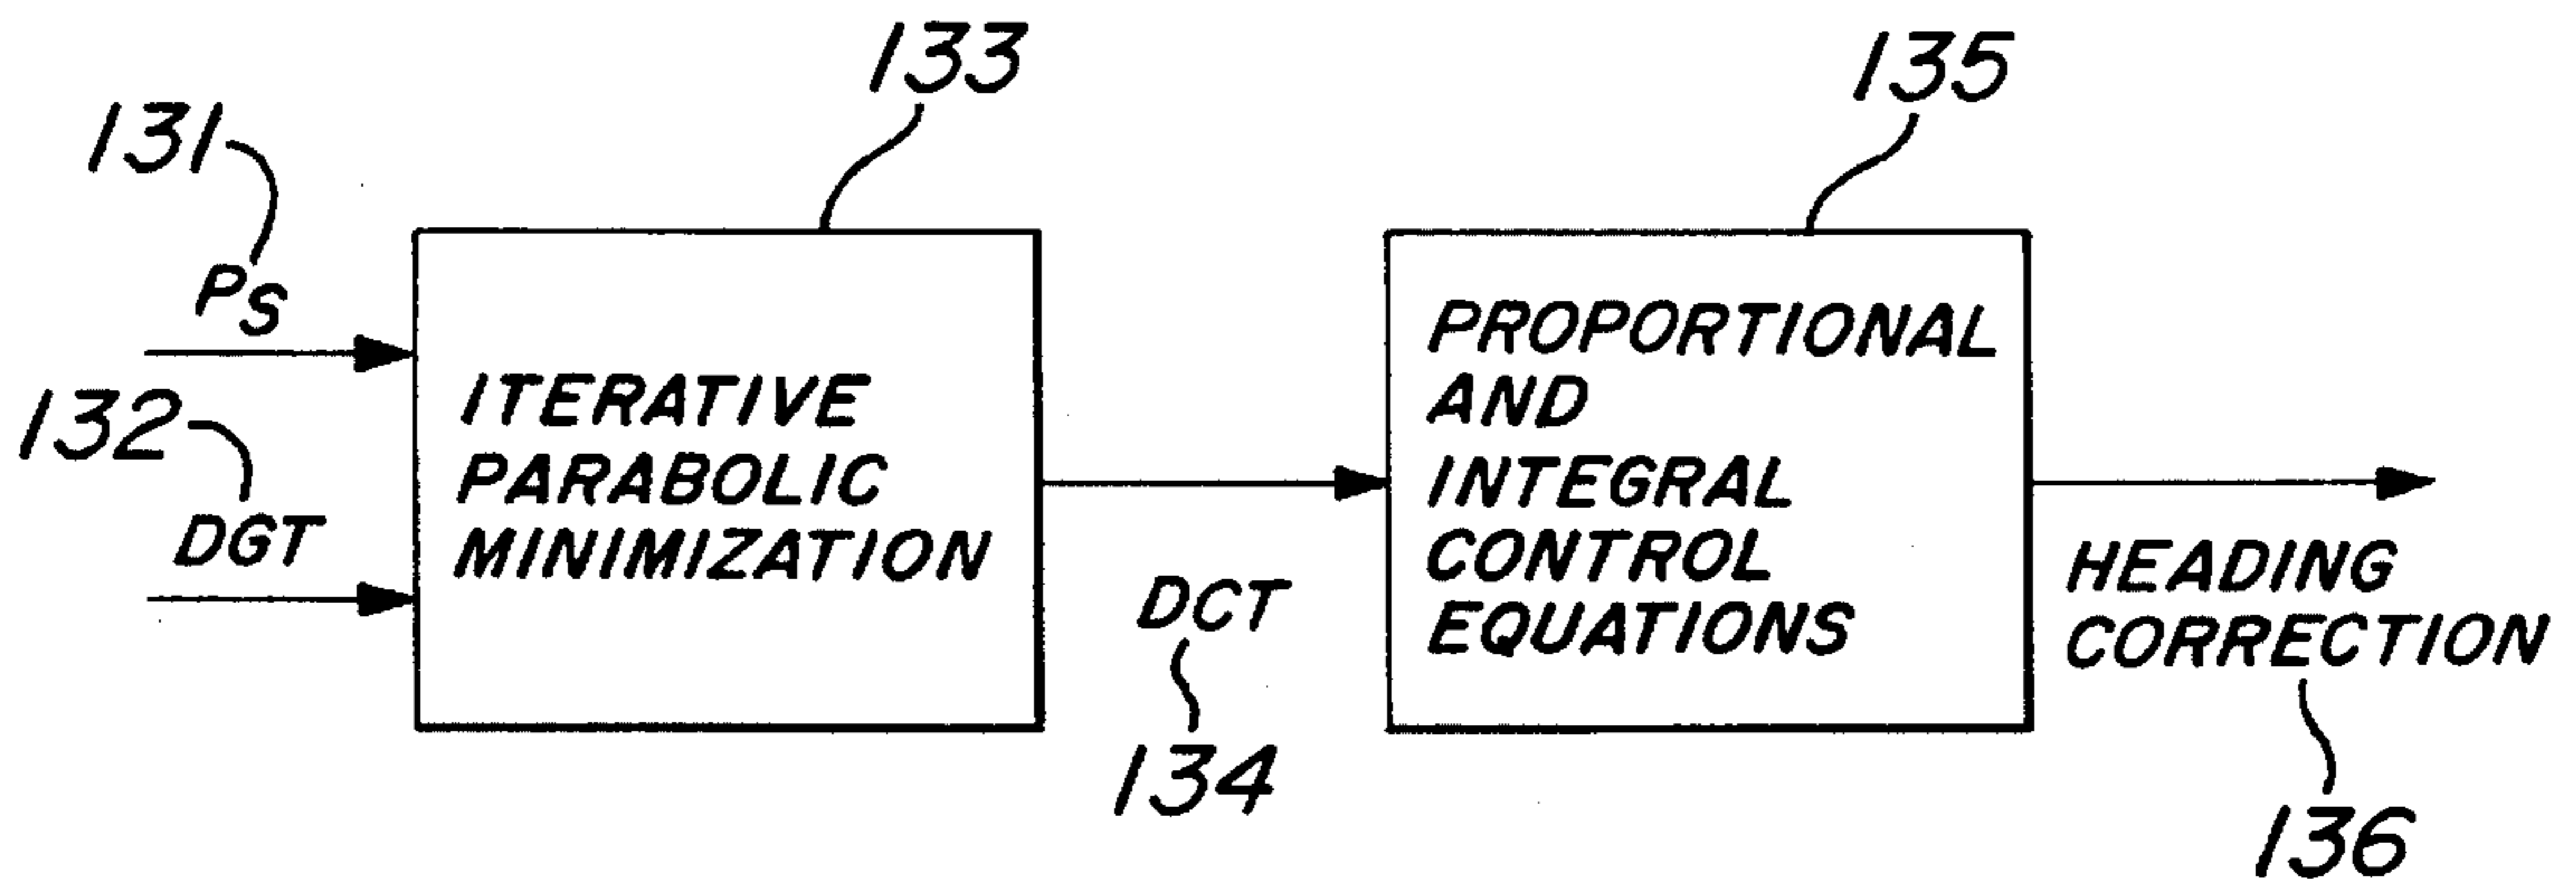 133
135
131
PS
132
DGT
ITERATIVE
PARABOLIC
MINIMIZATION
DCT
134
PROPORTIONAL
AND
INTEGRAL
CONTROL
EQUATIONS
HEADING
CORRECTION
136